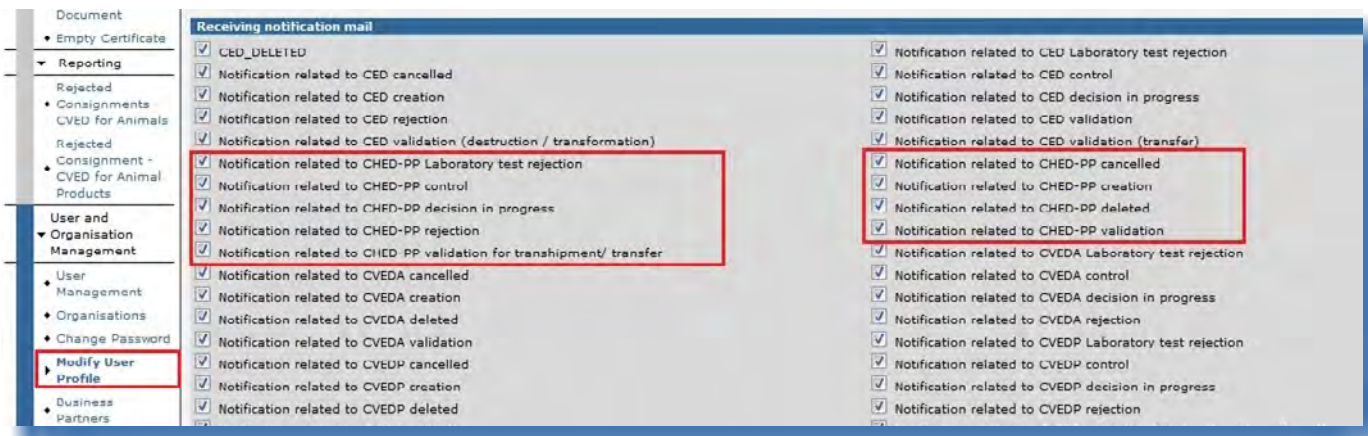 Document
Empty Certificate
Reporting
Rejected
Consignments
CVED for Animals
Rejected
Consignment -
CVED for Animal
Products
User and
Organisation
Management
User
Management
Organisations
Change Password
Modify User
Profile
Business
Partners
Receiving notification mail
CED_DELETED
Notification related to CED cancelled
Notification related to CED creation
Notification related to CED rejection
Notification related to CED validation (destruction / transformation)
Notification related to CHED-PP Laboratory test rejection
Notification related to CHED-PP control
Notification related to CHED-PP decision in progress
Notification related to CHED-PP rejection
Notification related to CHED-PP validation for transhipment/ transfer
Notification related to CVEDA cancelled
Notification related to CVEDA creation
Notification related to CVEDA deleted
Notification related to CVEDA validation
Notification related to CVEDP cancelled
Notification related to CVEDP creation
Notification related to CVEDP deleted
Notification related to CED Laboratory test rejection
Notification related to CED control
Notification related to CED decision in progress
Notification related to CED validation
Notification related to CED validation (transfer)
Notification related to CHED-PP cancelled
Notification related to CHED-PP creation
Notification related to CHED-PP deleted
Notification related to CHED-PP validation
Notification related to CVEDA Laboratory test rejection
Notification related to CVEDA control
Notification related to CVEDA decision in progress
Notification related to CVEDA rejection
Notification related to CVEDP Laboratory test rejection
Notification related to CVEDP control
Notification related to CVEDP decision in progress
Notification related to CVEDP rejection